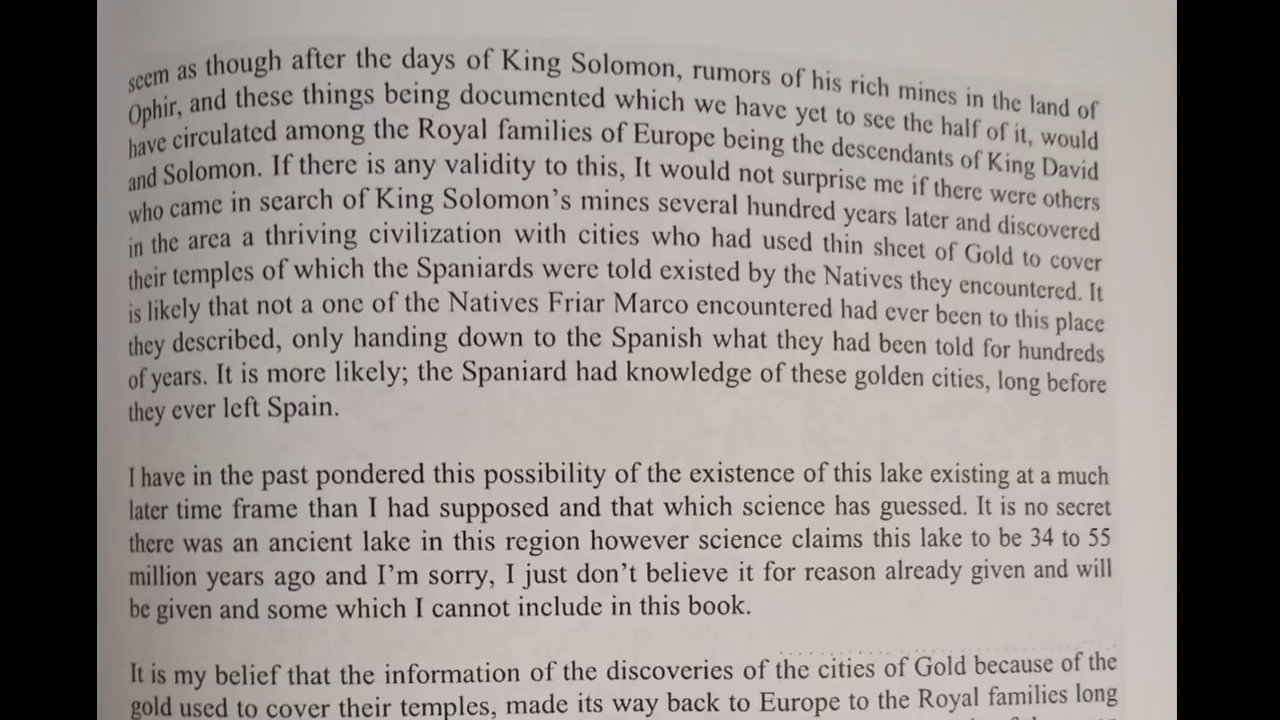 seem as though after the days of King Solomon, rumors of his rich mines in the land of
Ophir, and these things being documented which we have yet to see the half of it, would
have circulated among the Royal families of Europe being the descendants of King David
and Solomon. If there is any validity to this, It would not surprise me if there were others
who came in search of King Solomon's mines several hundred years later and discovered
in the area a thriving civilization with cities who had used thin sheet of Gold to cover
their temples of which the Spaniards were told existed by the Natives they encountered. It
is likely that not a one of the Natives Friar Marco encountered had ever been to this place
they described, only handing down to the Spanish what they had been told for hundreds
of years. It is more likely; the Spaniard had knowledge of these golden cities, long before
they ever left Spain.
I have in the past pondered this possibility of the existence of this lake existing at a much
later time frame than I had supposed and that which science has guessed. It is no secret
there was an ancient lake in this region however science claims this lake to be 34 to 55
million years ago and I'm sorry, I just don't believe it for reason already given and will
be given and some which I cannot include in this book.
It is my belief that the information of the discoveries of the cities of Gold because of the
gold used to cover their temples, made its way back to Europe to the Royal families long